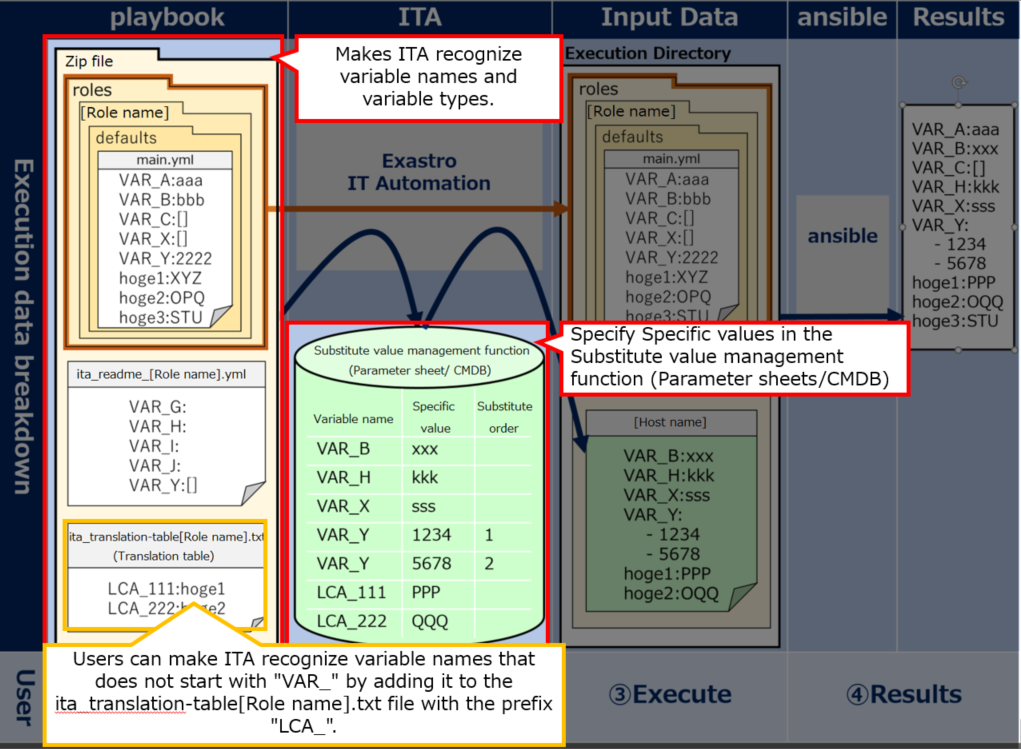 playbook
ITA
Input Data
ansible
Results
Execution data breakdown
Zip file
roles
[Role name]
defaults
main.yml
VAR_A:aaa
VAR_B:bbb
VAR_C:[]
VAR_X:[]
VAR_Y:2222
hoge1:XYZ
hoge2:OPQ
hoge3:STU
ita_readme_[Role name].yml
VAR_G:
VAR_H:
VAR_I:
VAR_J:
VAR_Y:[]
ita_translation-table[Role name].txt
(Translation table)
LCA_111:hoge1
LCA_222:hoge2
Makes ITA recognize
variable names and
variable types.
Exastro
IT Automation
Substitute value management function
(Parameter sheet/ CMDB)
Variable name Specific value Substitute order
VAR_B xxx
VAR_H kkk
VAR_X sss
VAR_Y 1234 1
VAR_Y 5678 2
LCA_111 PPP
LCA_222 QQQ
Execution Directory
roles
[Role name]
defaults
main.yml
VAR_A:aaa
VAR_B:bbb
VAR_C:[]
VAR_X:[]
VAR_Y:2222
hoge1:XYZ
hoge2:OPQ
hoge3:STU
Specify Specific values in the
Substitute value management
function (Parameter sheets/CMDB)
[Host name]
VAR_B:xxx
VAR_H:kkk
VAR_X:sss
VAR_Y:
- 1234
- 5678
hoge1:PPP
hoge2:OQQ
ansible
VAR_A:aaa
VAR_B:xxx
VAR_C:[]
VAR_H:kkk
VAR_X:sss
VAR_Y:
- 1234
- 5678
hoge1:PPP
hoge2:OQQ
hoge3:STU
User
Users can make ITA recognize variable names that
does not start with "VAR_" by adding it to the
ita_translation-table[Role name].txt file with the prefix
"LCA_".
③Execute
④Results